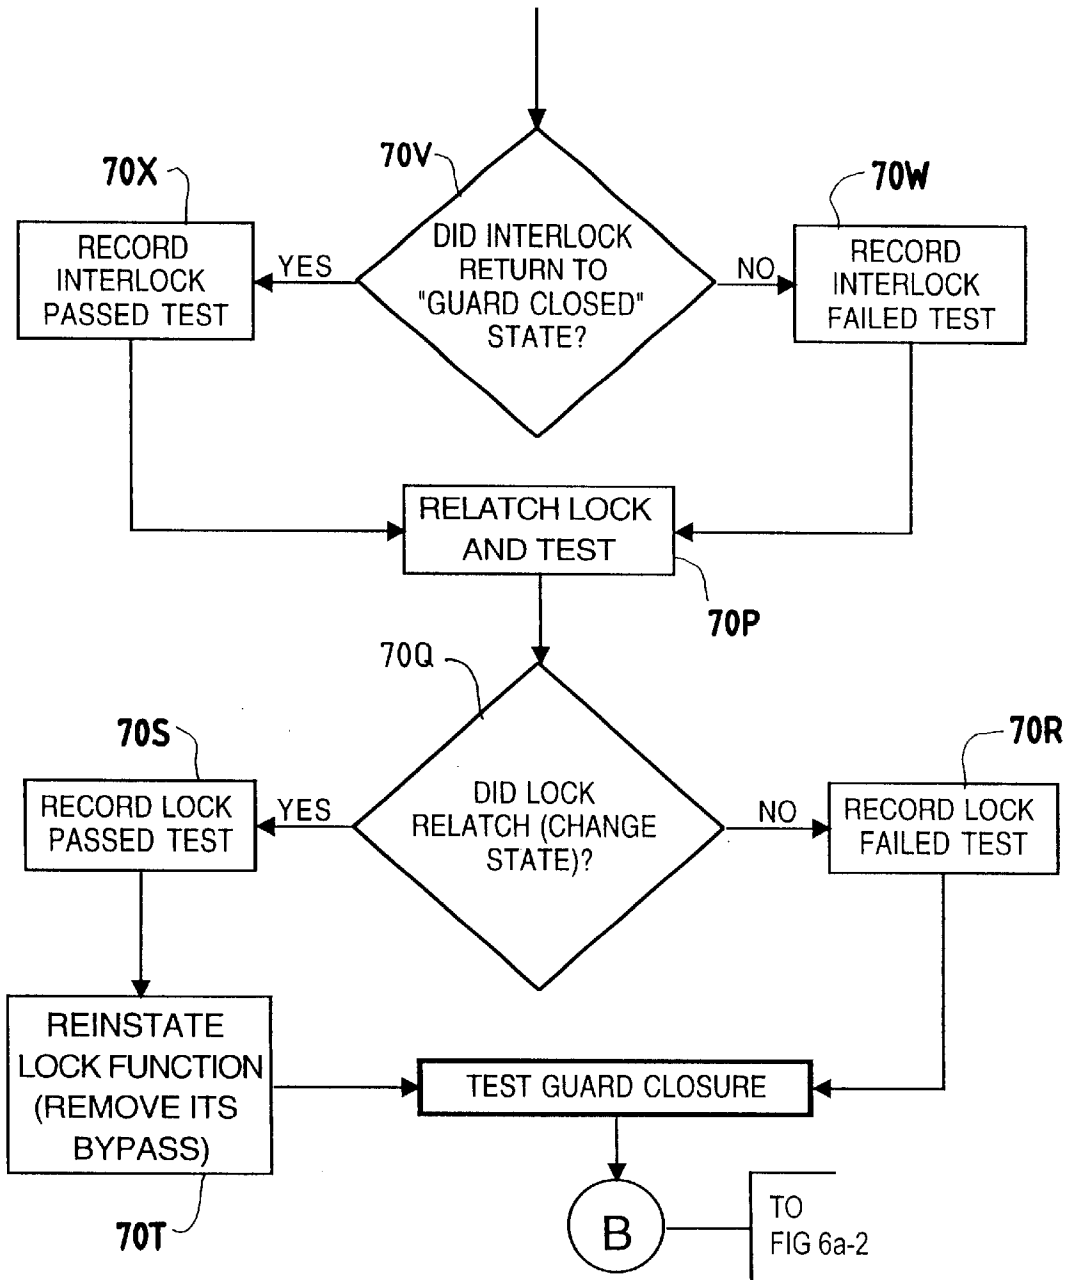 70V
70X
70W
DID INTERLOCK
RETURN TO
"GUARD CLOSED"
STATE?
RECORD
INTERLOCK
PASSED TEST
YES
NO
RECORD
INTERLOCK
FAILED TEST
RELATCH LOCK
AND TEST
70P
70Q
70S
70R
DID LOCK
RELATCH (CHANGE
STATE)?
RECORD LOCK
PASSED TEST
YES
NO
RECORD LOCK
FAILED TEST
REINSTATE
LOCK FUNCTION
(REMOVE ITS
BYPASS)
70T
TEST GUARD CLOSURE
B
TO
FIG 6a-2